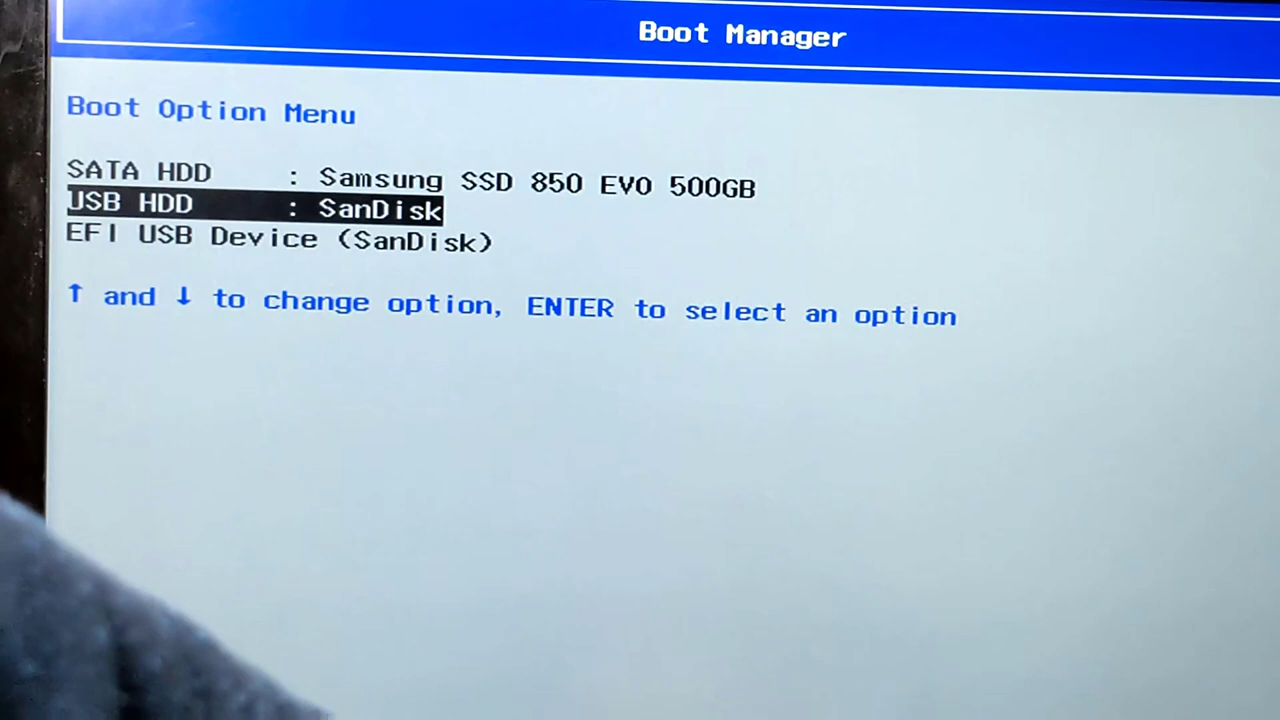 Boot Manager
Boot Option Menu
SATA HDD : Samsung SSD 850 EVO 500GB
USB HDD : SanDisk
EFI USB Device (SanDisk)
↑ and ↓ to change option, ENTER to select an option